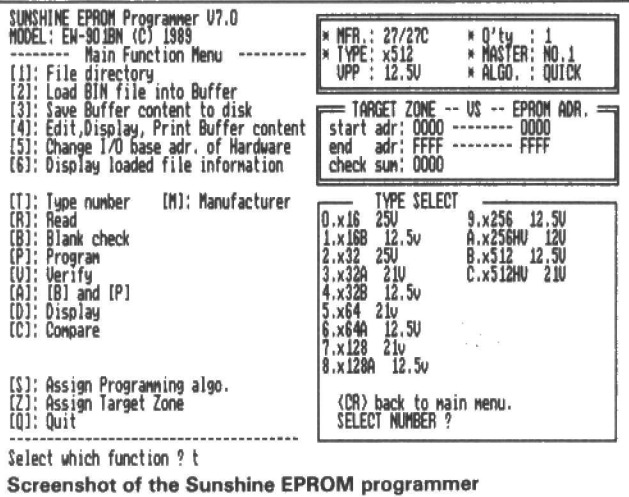 SUNSHINE EPROM Programmer V7.0
MODEL: EW-901BN (C) 1989
-------- Main Function Menu --------
[1]: File directory
[2]: Load BIN file into Buffer
[3]: Save Buffer content to disk
[4]: Edit,Display, Print Buffer content
[5]: Change I/O base adr. of Hardware
[6]: Display loaded file information
[T]: Type number [M]: Manufacturer
[R]: Read
[B]: Blank check
[P]: Program
[V]: Verify
[A]: [B] and [P]
[D]: Display
[C]: Compare
[S]: Assign Programming algo.
[Z]: Assign Target Zone
[Q]: Quit
Select which function ? t
* MFR.: 27/27C * Q'ty : 1
* TYPE: x512 * MASTER: NO.1
VPP : 12.5V * ALGO. : QUICK
TARGET ZONE -- VS -- EPROM ADR.
start adr: 0000 -------- 0000
end adr: FFFF -------- FFFF
check sum: 0000
TYPE SELECT
0.x16 25V 9.x256 12.5V
1.x16B 12.5v A.x256HV 12V
2.x32 25V B.x512 12.5V
3.x32A 21V C.x512HV 21V
4.x32B 12.5v
5.x64 21v
6.x64A 12.5V
7.x128 21v
8.x128A 12.5v
<CR> back to main menu.
SELECT NUMBER ?
Screenshot of the Sunshine EPROM programmer